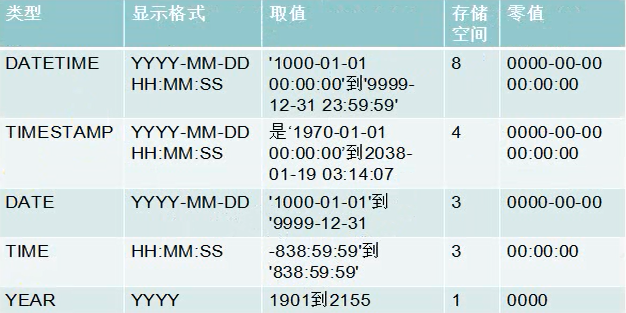 类型 显示格式 取值 存储空间 零值
DATETIME YYYY-MM-DD HH:MM:SS '1000-01-01 00:00:00'到'9999-12-31 23:59:59' 8 0000-00-00 00:00:00
TIMESTAMP YYYY-MM-DD HH:MM:SS 是‘1970-01-01 00:00:00’到2038-01-19 03:14:07 4 0000-00-00 00:00:00
DATE YYYY-MM-DD '1000-01-01'到'9999-12-31 3 0000-00-00
TIME HH:MM:SS -838:59:59'到'838:59:59' 3 00:00:00
YEAR YYYY 1901到2155 1 0000